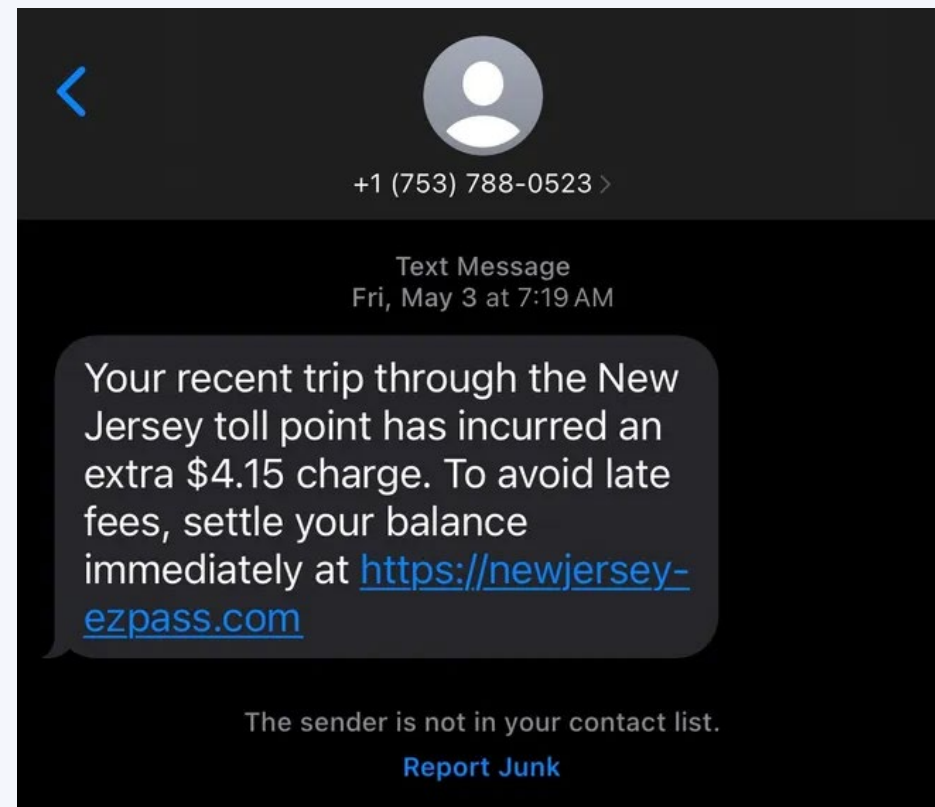 +1 (753) 788-0523 >
Text Message
Fri, May 3 at 7:19 AM
Your recent trip through the New
Jersey toll point has incurred an
extra $4.15 charge. To avoid late
fees, settle your balance
immediately at https://newjersey-
ezpass.com
The sender is not in your contact list.
Report Junk